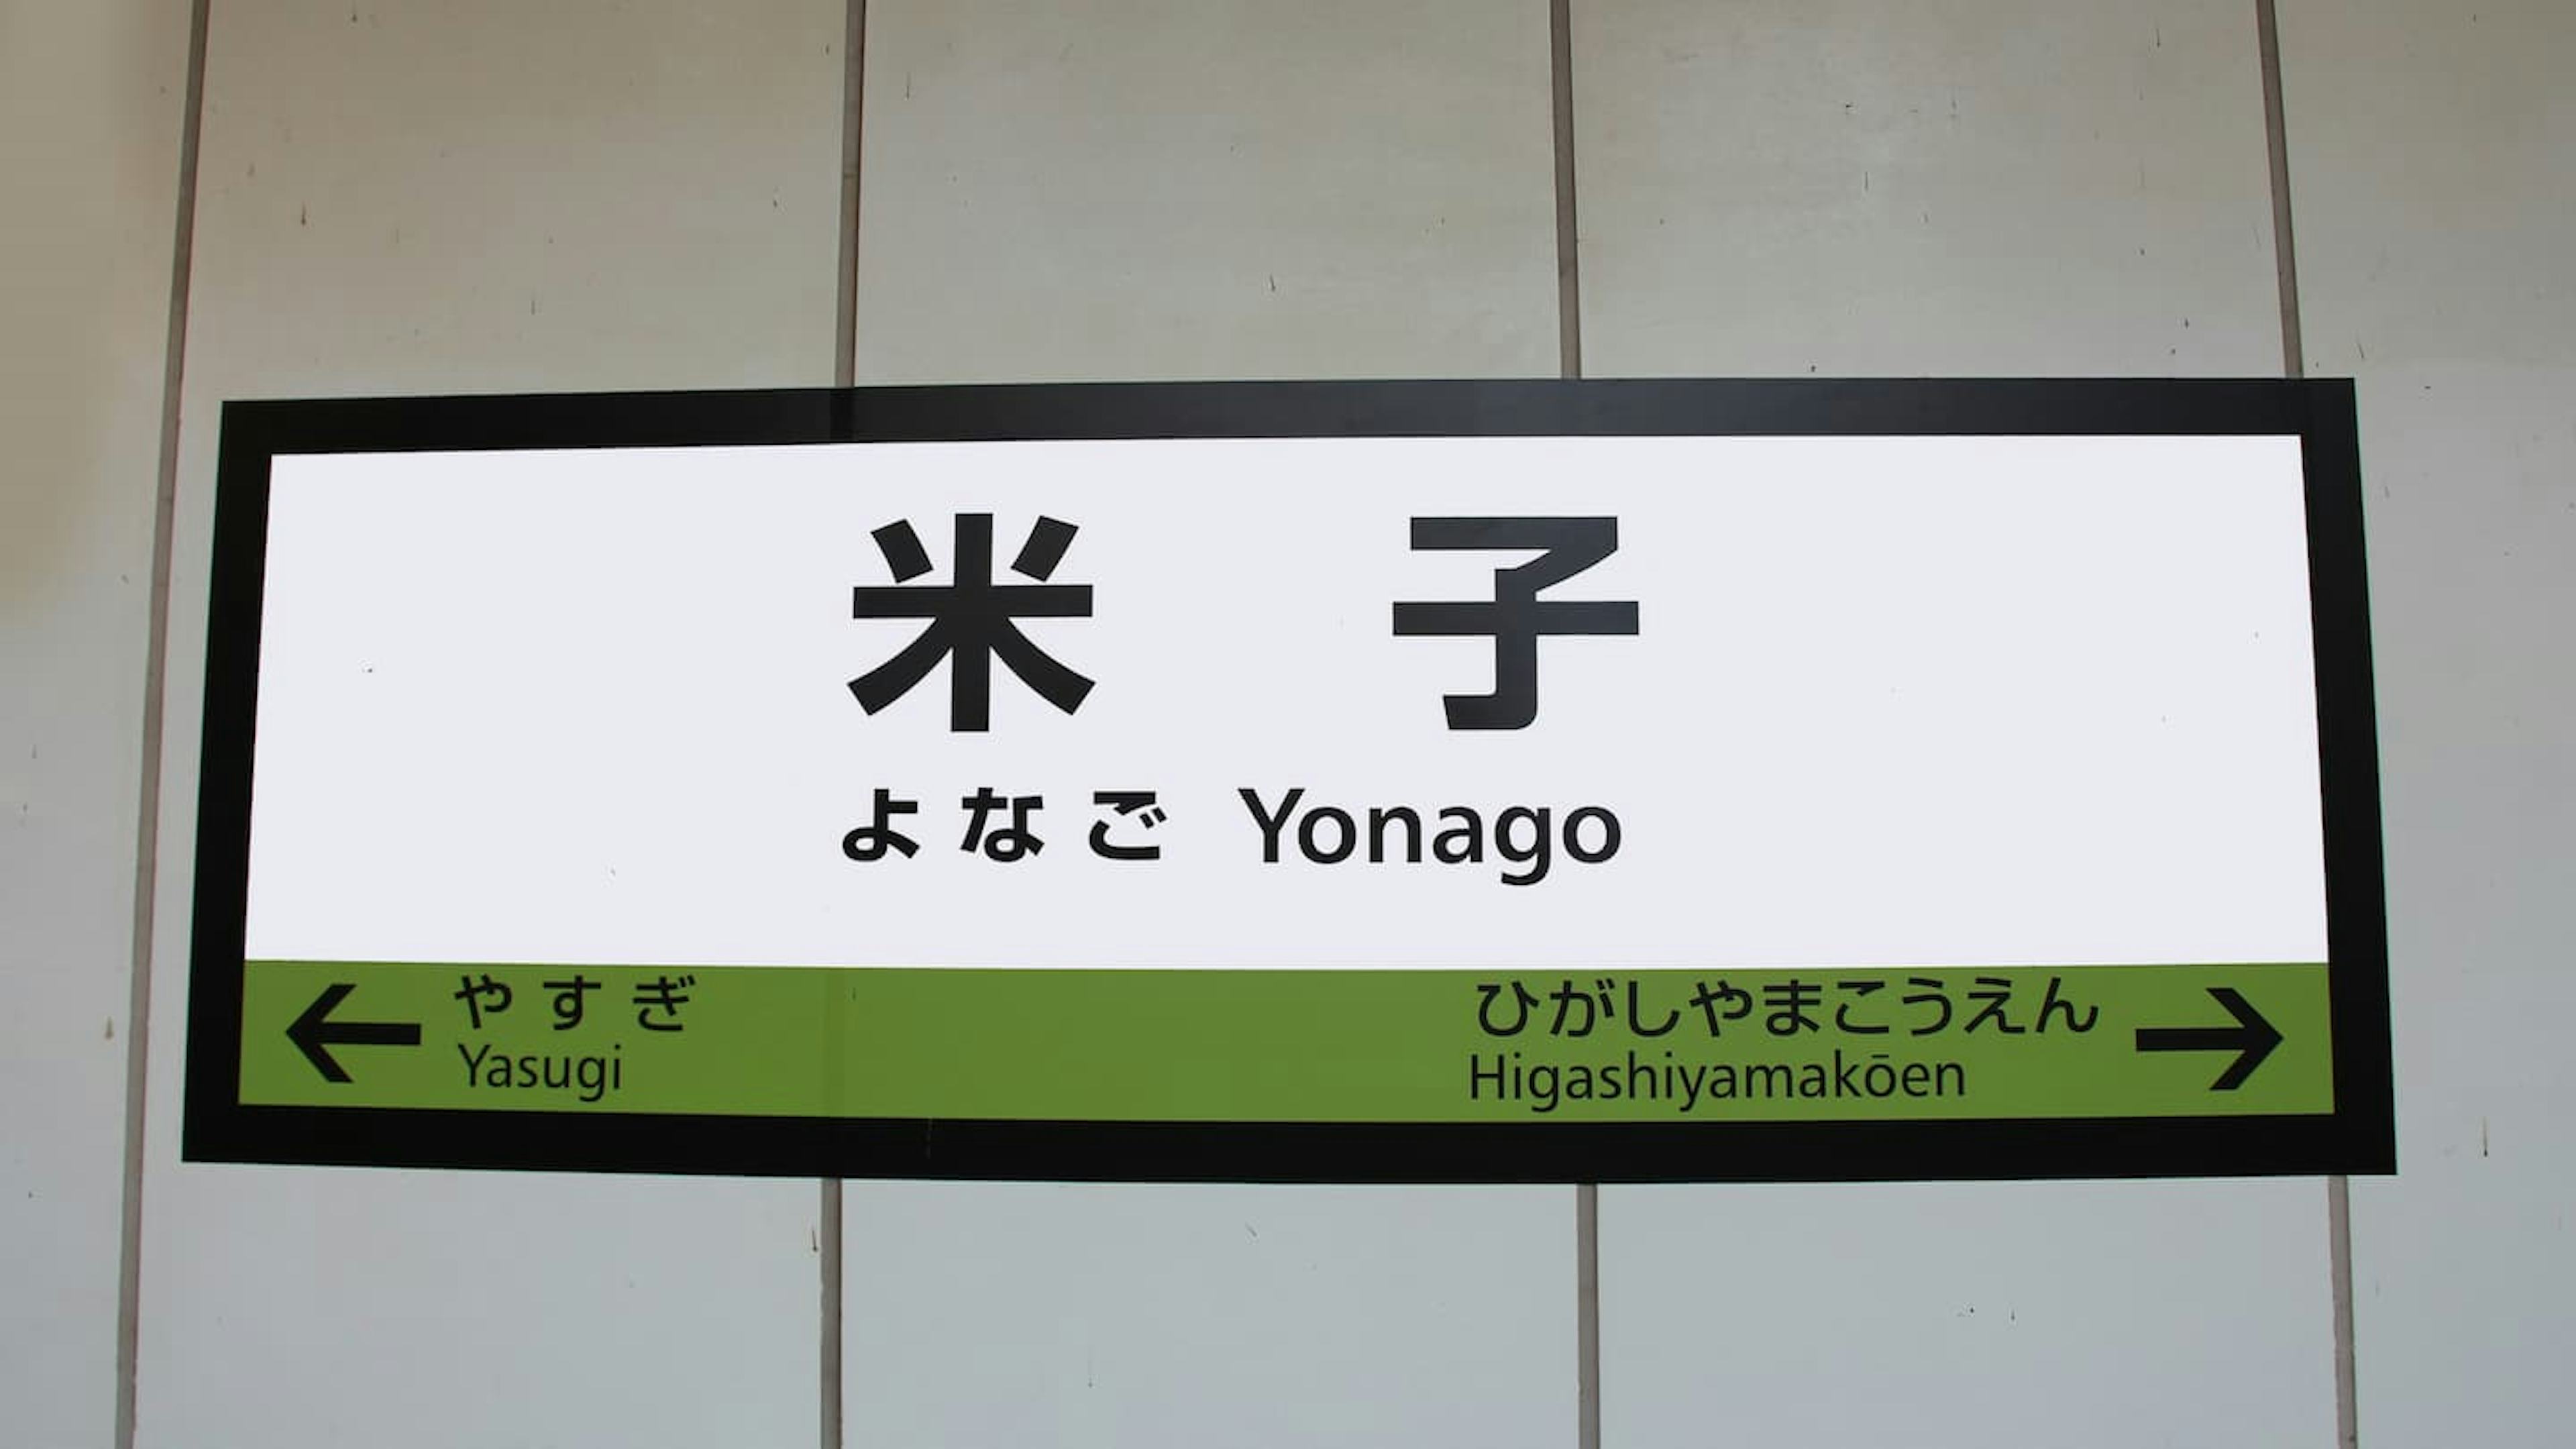 米子
よなご Yonago
← やすぎ
Yasugi
ひがしやまこうえん →
Higashiyamakōen